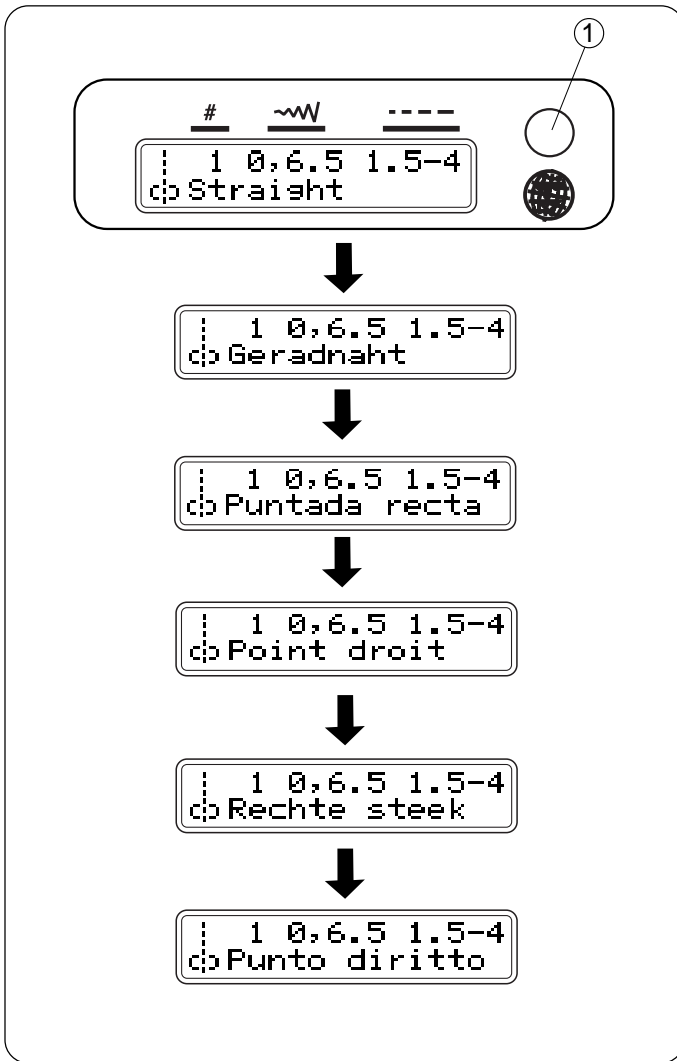 ①
#
1 0,6.5 1.5-4
Straight
1 0,6.5 1.5-4
Geradnaht
1 0,6.5 1.5-4
Puntada recta
1 0,6.5 1.5-4
Point droit
1 0,6.5 1.5-4
Rechte steek
1 0,6.5 1.5-4
Punto diritto